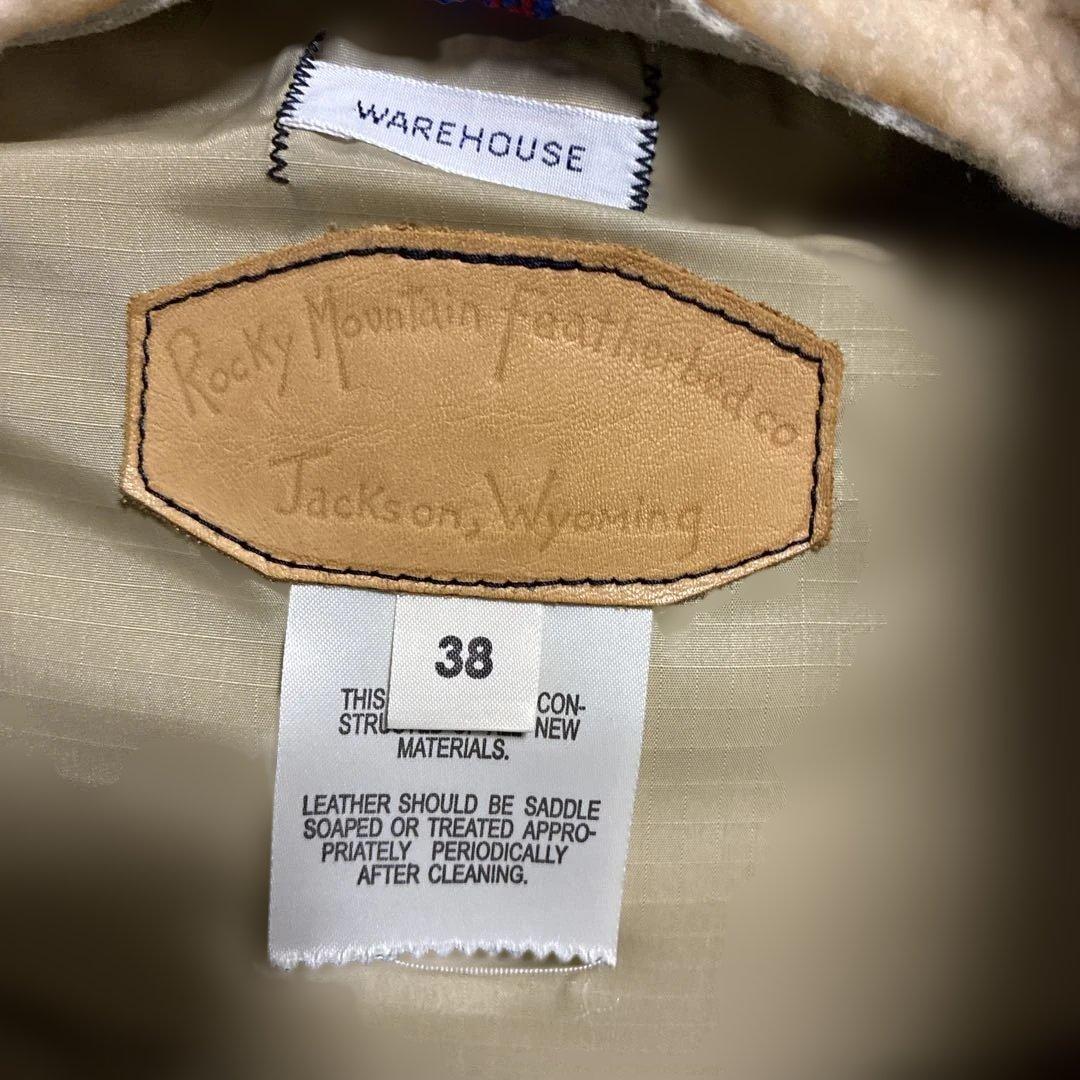 WAREHOUSE
Rocky Mountain Featherbed co
Jackson, Wyoming
38
THIS CON-
NEW
MATERIALS.
LEATHER SHOULD BE SADDLE
SOAPED OR TREATED APPRO-
PRIATELY PERIODICALLY
AFTER CLEANING.